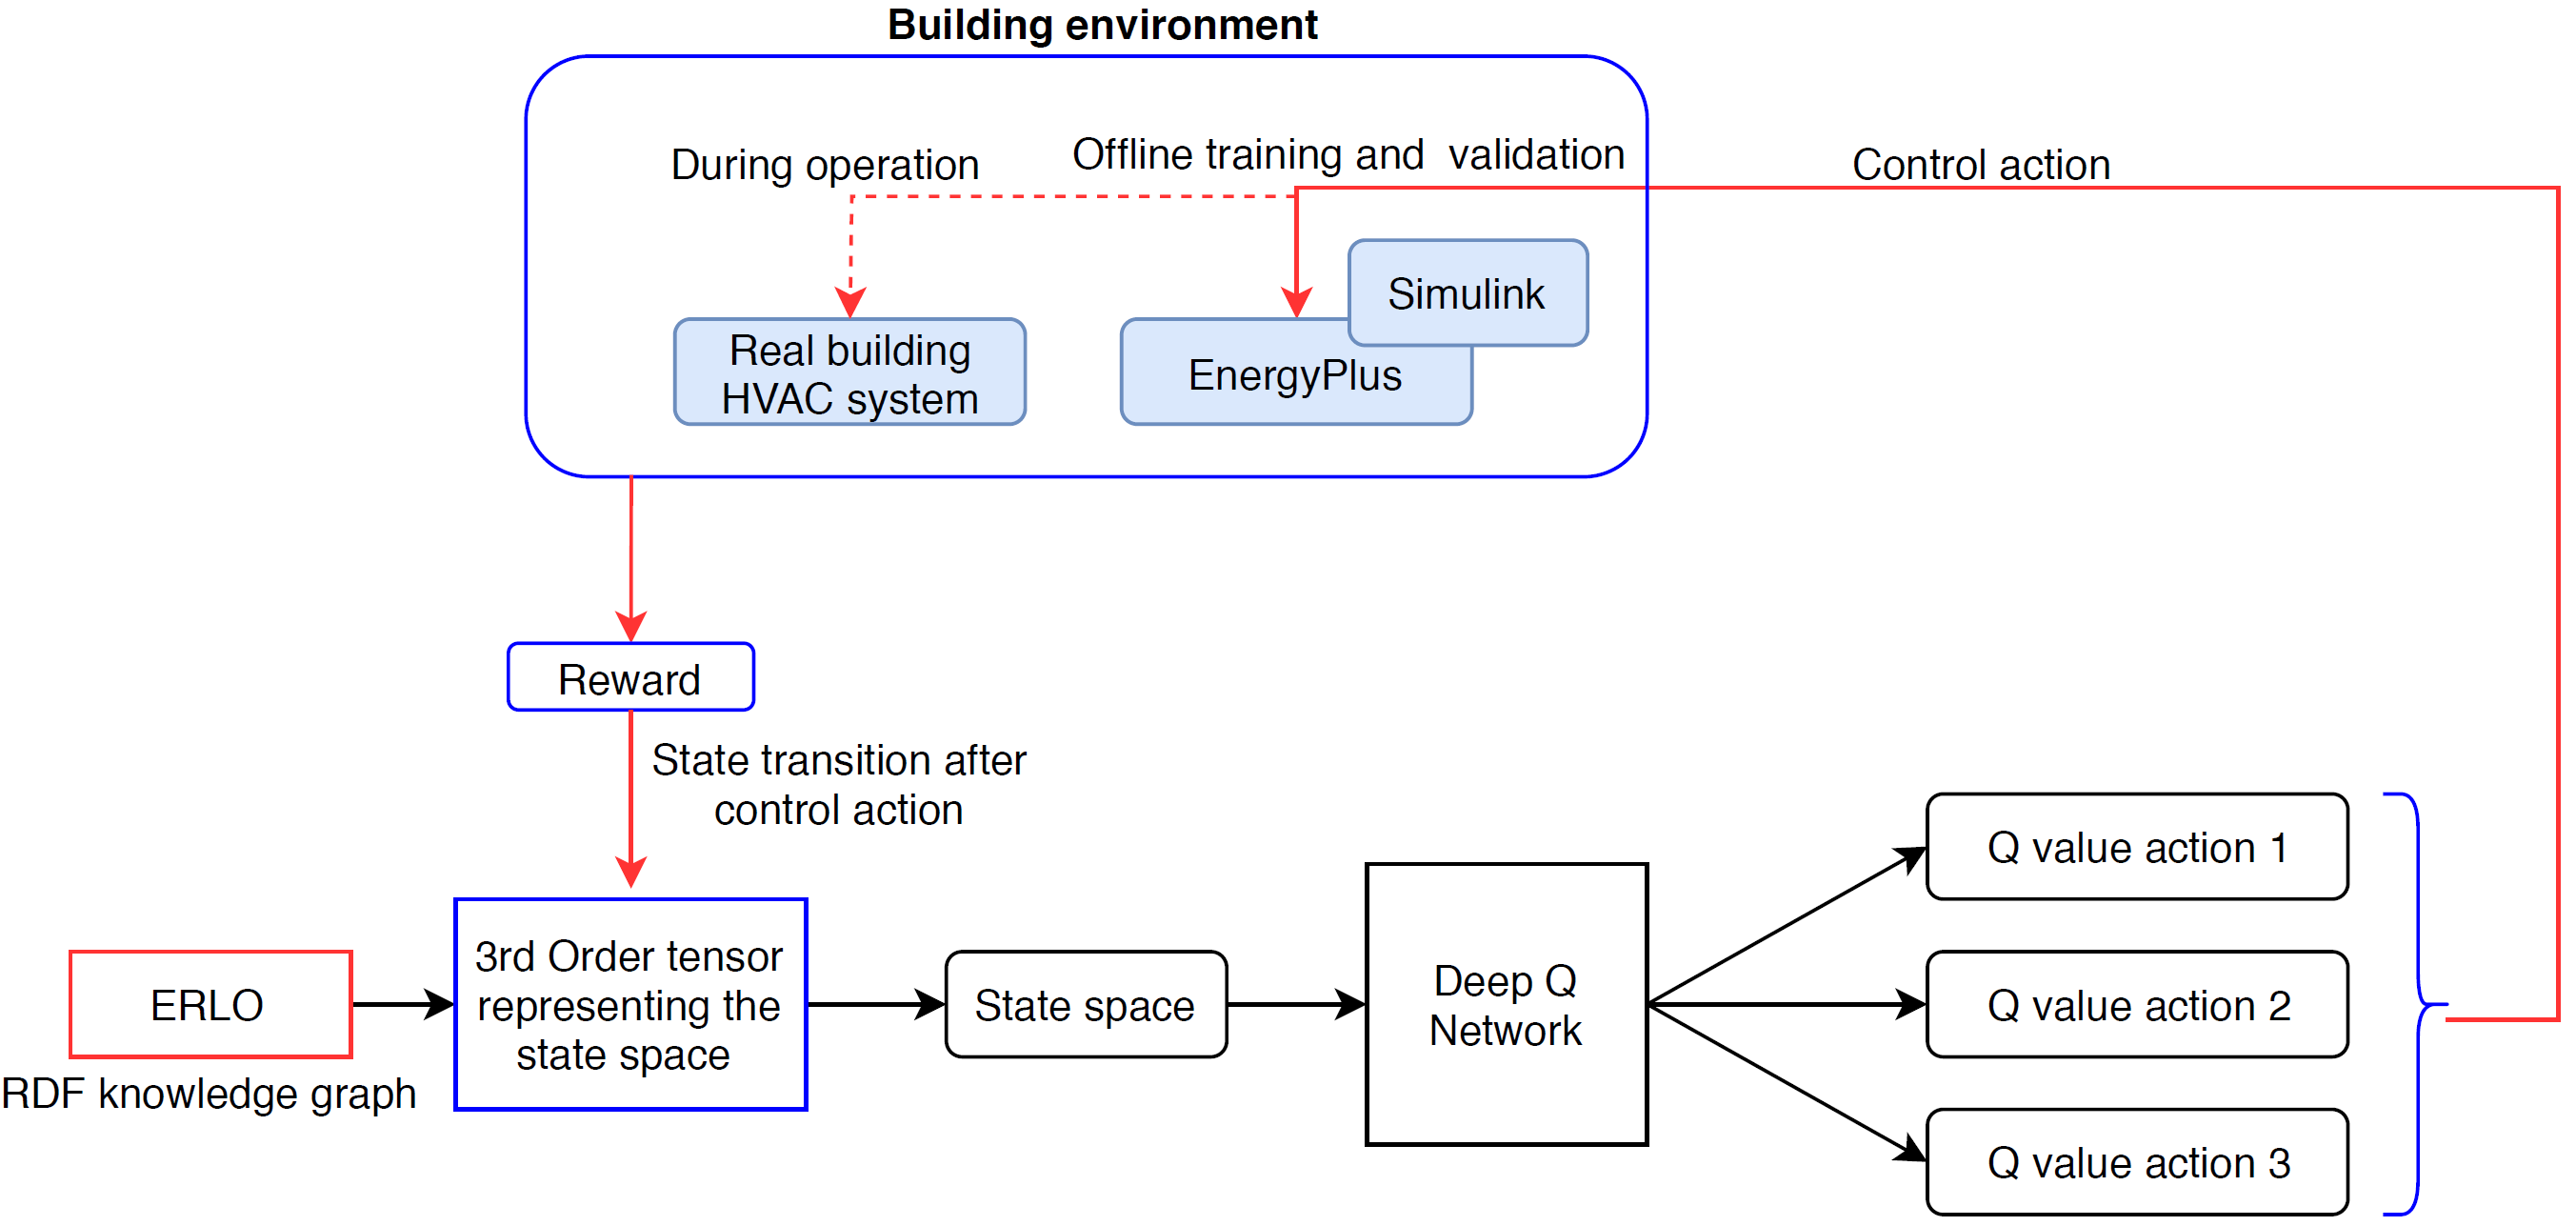 Building environment
During operation
Offline training and validation
Control action
Simulink
Real building
HVAC system
EnergyPlus
Reward
State transition after
control action
Q value action 1
3rd Order tensor
representing the
state space
ERLO
RDF knowledge graph
State space
Deep Q
Network
Q value action 2
Q value action 3